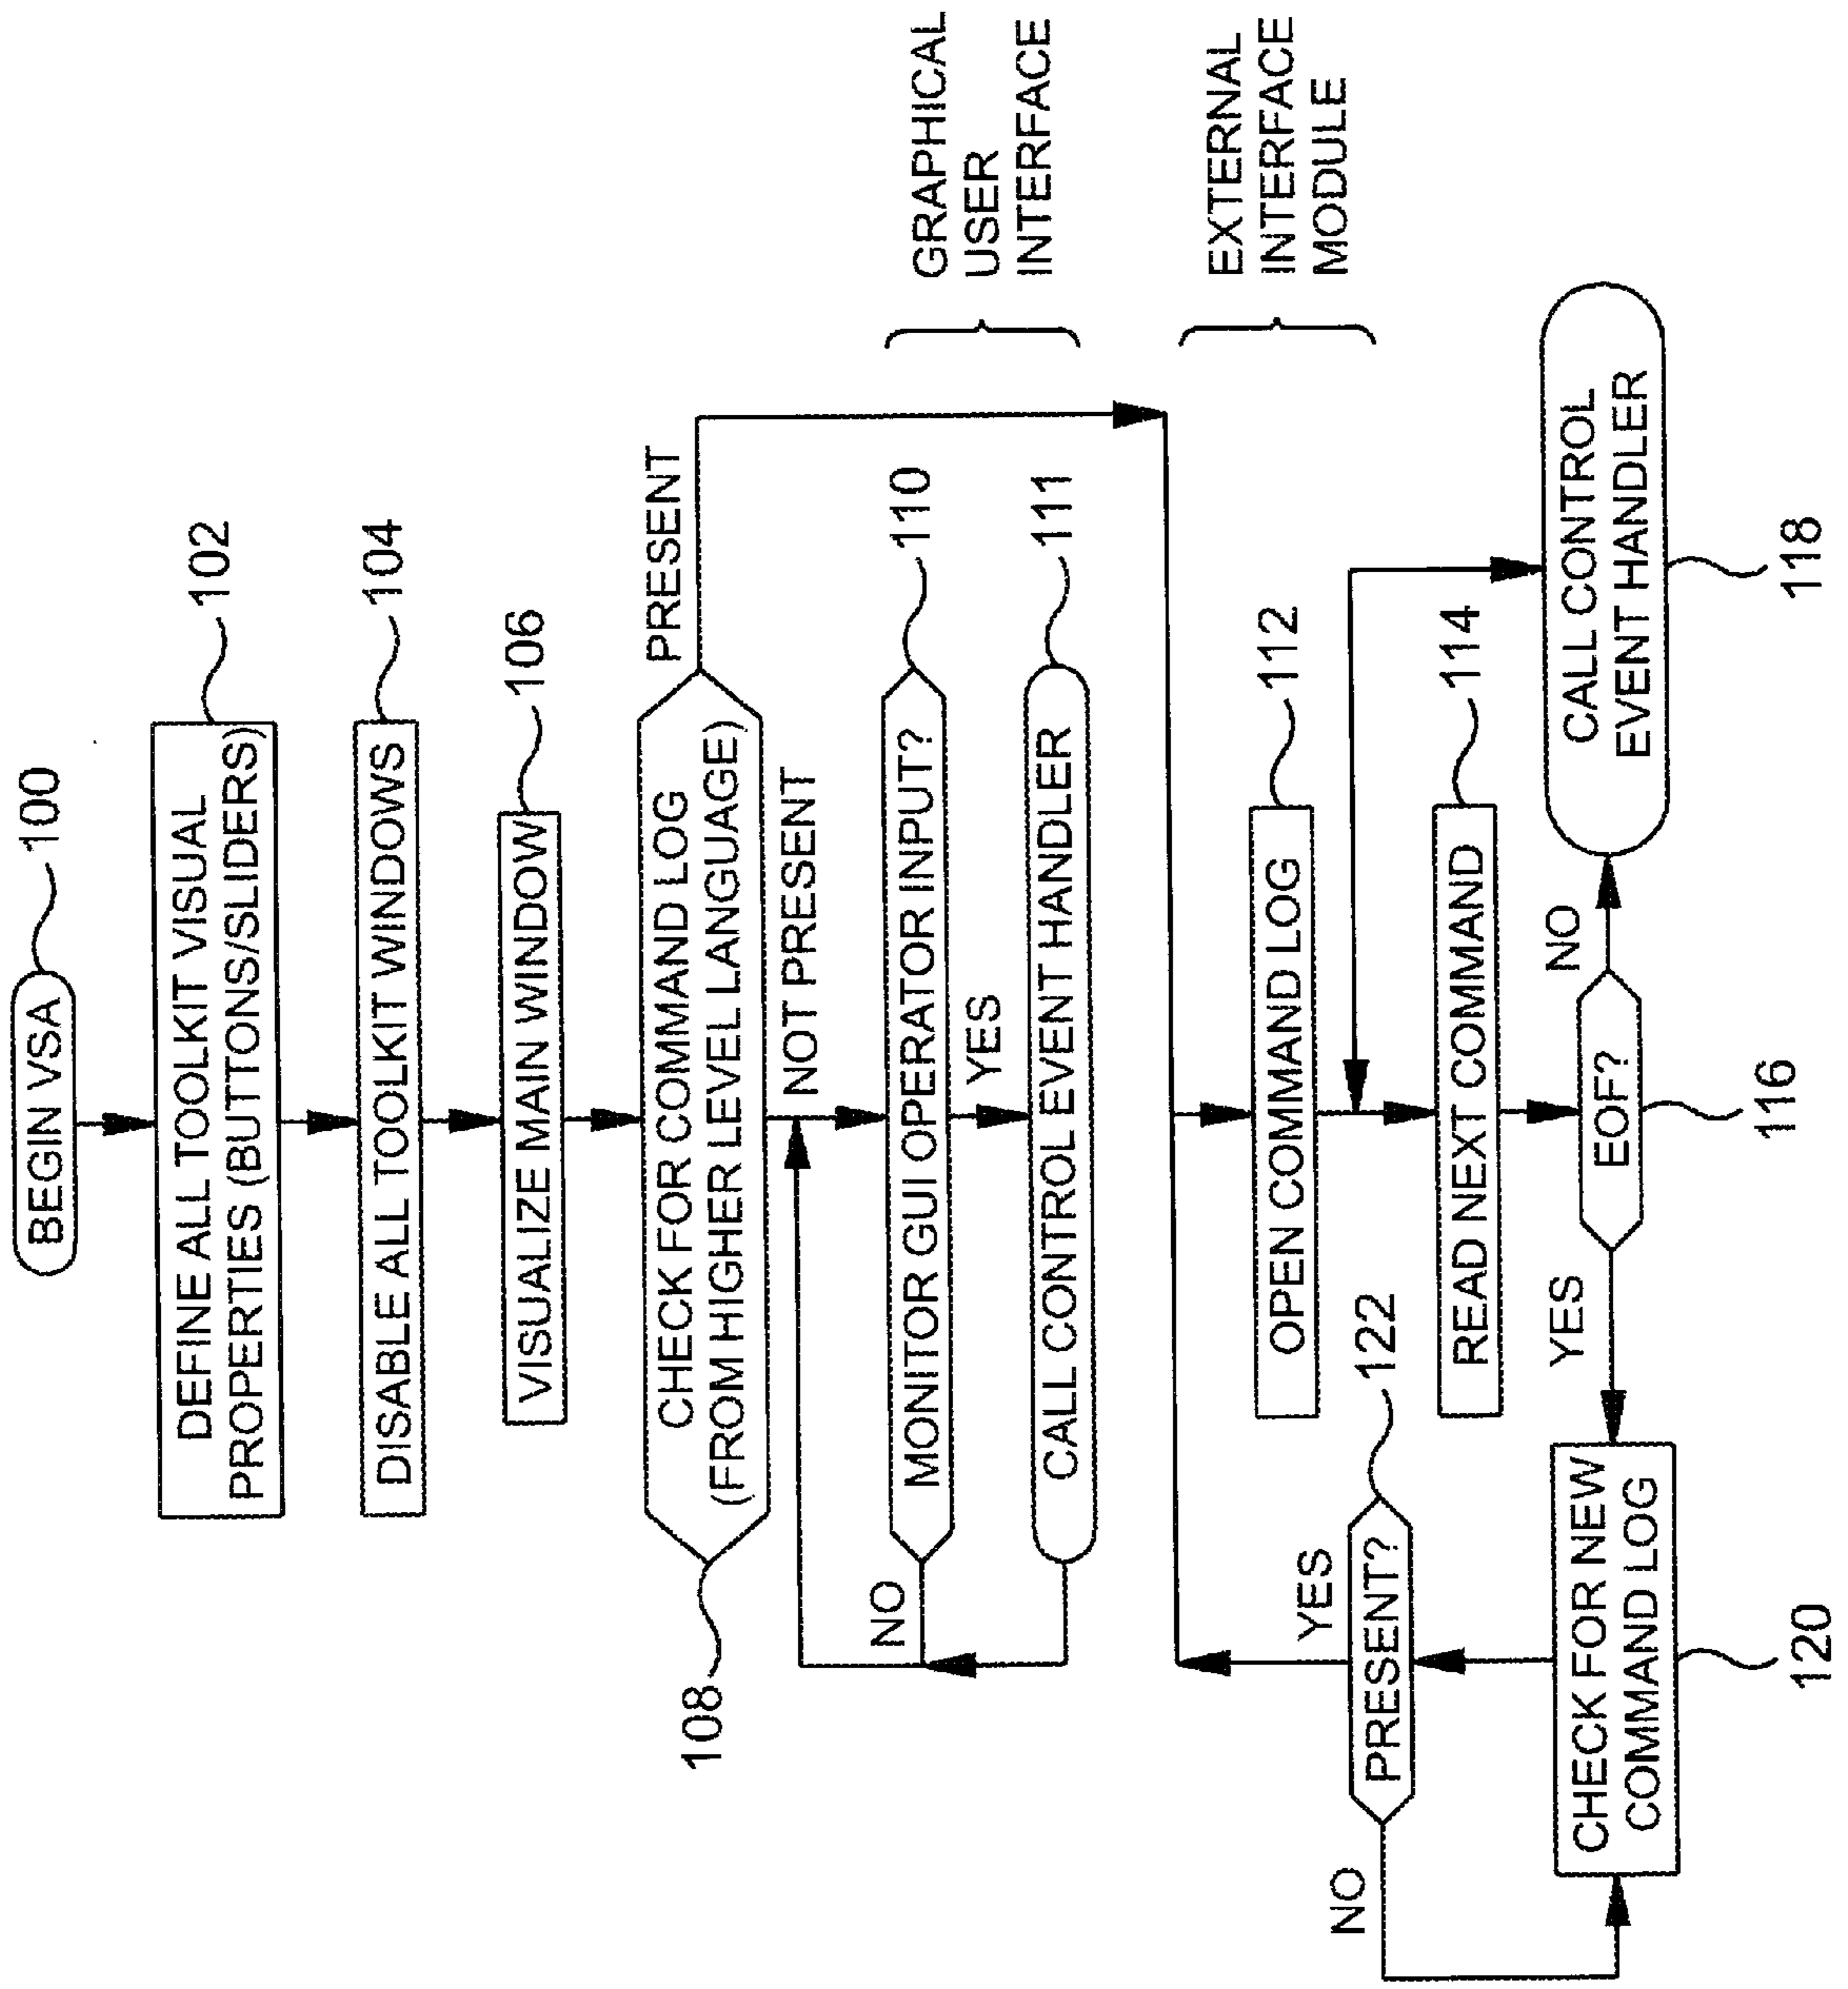 BEGIN VSA
100
DEFINE ALL TOOLKIT VISUAL
PROPERTIES (BUTTONS/SLIDERS)
102
DISABLE ALL TOOLKIT WINDOWS
104
VISUALIZE MAIN WINDOW
106
CHECK FOR COMMAND LOG
(FROM HIGHER LEVEL LANGUAGE)
108
PRESENT
NOT PRESENT
MONITOR GUI OPERATOR INPUT?
110
NO
YES
CALL CONTROL EVENT HANDLER
111
GRAPHICAL
USER
INTERFACE
EXTERNAL
INTERFACE
MODULE
OPEN COMMAND LOG
112
READ NEXT COMMAND
114
EOF?
116
NO
YES
CALL CONTROL
EVENT HANDLER
118
CHECK FOR NEW
COMMAND LOG
120
PRESENT?
122
YES
NO